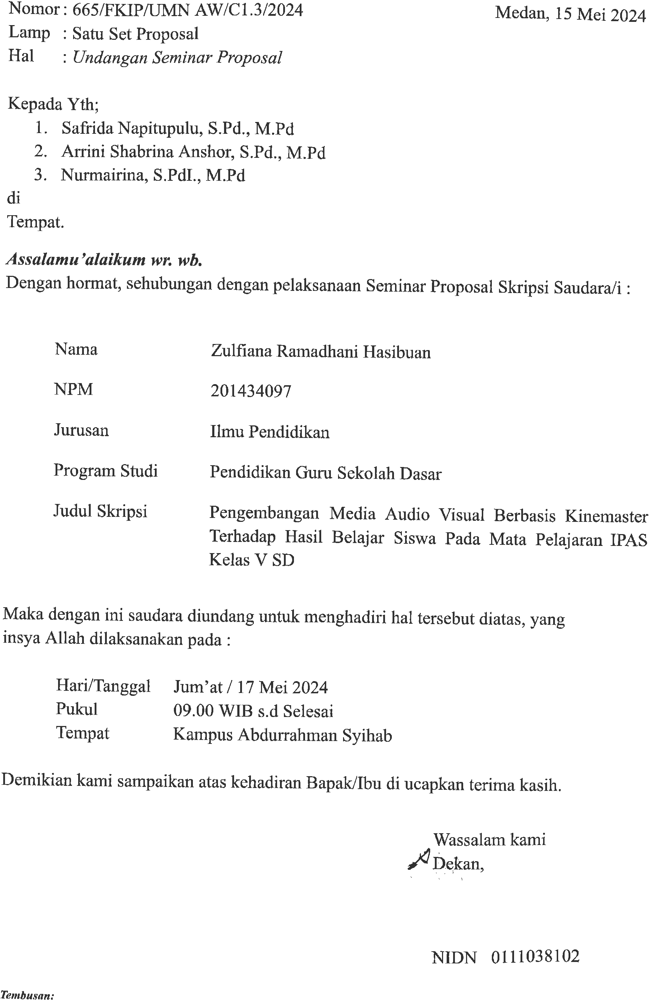 Nomor : 665/FKIP/UMN AW/C1.3/2024 Medan, 15 Mei 2024
Lamp : Satu Set Proposal
Hal : Undangan Seminar Proposal
Kepada Yth;
1. Safrida Napitupulu, S.Pd., M.Pd
2. Arrini Shabrina Anshor, S.Pd., M.Pd
3. Nurmairina, S.PdI., M.Pd
di
Tempat.
Assalamu'alaikum wr. wb.
Dengan hormat, sehubungan dengan pelaksanaan Seminar Proposal Skripsi Saudara/i :
Nama Zulfiana Ramadhani Hasibuan
NPM 201434097
Jurusan Ilmu Pendidikan
Program Studi Pendidikan Guru Sekolah Dasar
Judul Skripsi Pengembangan Media Audio Visual Berbasis Kinemaster
Terhadap Hasil Belajar Siswa Pada Mata Pelajaran IPAS
Kelas V SD
Maka dengan ini saudara diundang untuk menghadiri hal tersebut diatas, yang
insya Allah dilaksanakan pada :
Hari/Tanggal Jum'at / 17 Mei 2024
Pukul 09.00 WIB s.d Selesai
Tempat Kampus Abdurrahman Syihab
Demikian kami sampaikan atas kehadiran Bapak/Ibu di ucapkan terima kasih.
Wassalam kami
Dekan,
NIDN 0111038102
Tembusan: